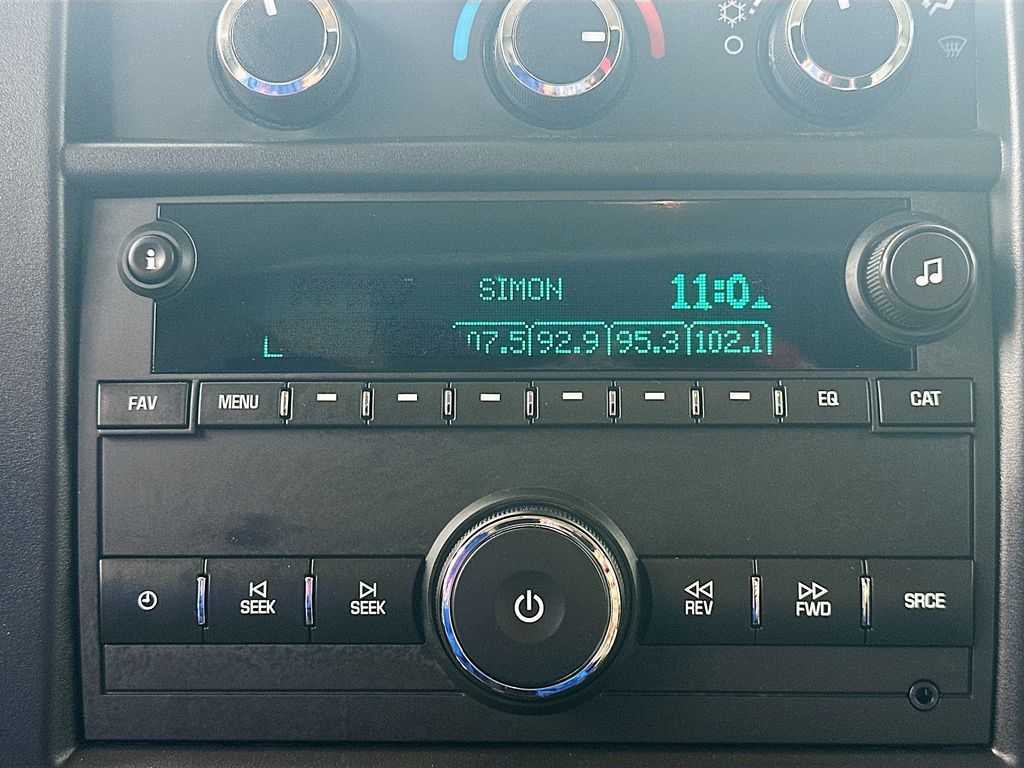 i
SIMON
92.9 95.3 102.1
FAV MENU EQ CAT
SEEK SEEK REV FWD SRCE